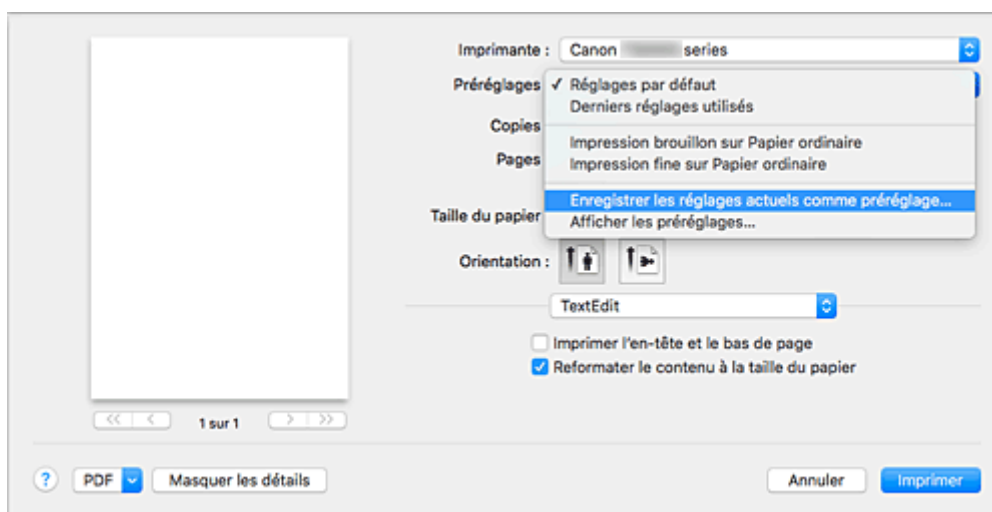 Imprimante : Canon series
Préréglages ✓ Réglages par défaut
Derniers réglages utilisés
Copies
Impression brouillon sur Papier ordinaire
Pages
Impression fine sur Papier ordinaire
Enregistrer les réglages actuels comme préréglage...
Taille du papier
Afficher les préréglages...
Orientation :
TextEdit
Imprimer l'en-tête et le bas de page
Reformater le contenu à la taille du papier
1 sur 1
? PDF Masquer les détails Annuler Imprimer